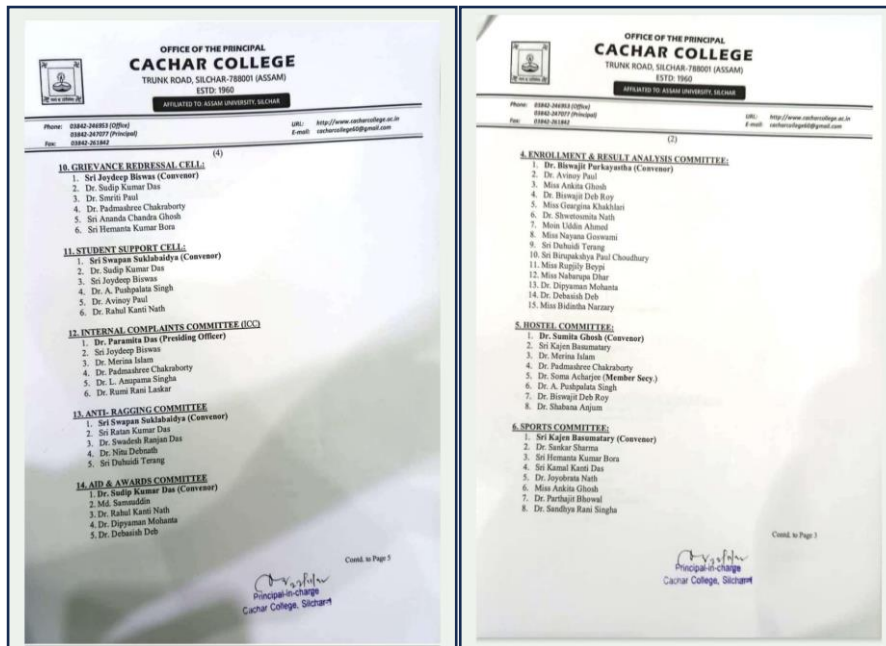 OFFICE OF THE PRINCIPAL
CACHAR COLLEGE
TRUNK ROAD, SILCHAR-788001 (ASSAM)
ESTD: 1960
AFFILIATED TO: ASSAM UNIVERSITY, SILCHAR
Phone: 03842-246953 (Office)
03842-247077 (Principal)
Fax: 03842-261842
URL: http://www.cacharcollege.ac.in
E-mail: cacharcollege60@gmail.com
(4)
10. GRIEVANCE REDRESSAL CELL:
1. Sri Joydeep Biswas (Convenor)
2. Dr. Sudip Kumar Das
3. Dr. Smriti Paul
4. Dr. Padmashree Chakraborty
5. Sri Ananda Chandra Ghosh
6. Sri Hemanta Kumar Bora
11. STUDENT SUPPORT CELL:
1. Sri Swapan Suklabaidya (Convenor)
2. Dr. Sudip Kumar Das
3. Sri Joydeep Biswas
4. Dr. A. Pushpalata Singh
5. Dr. Avinoy Paul
6. Dr. Rahul Kanti Nath
12. INTERNAL COMPLAINTS COMMITTEE (ICC)
1. Dr. Paramita Das (Presiding Officer)
2. Sri Joydeep Biswas
3. Dr. Merina Islam
4. Dr. Padmashree Chakraborty
5. Dr. L. Anupama Singha
6. Dr. Rumi Rani Laskar
13. ANTI- RAGGING COMMITTEE
1. Sri Swapan Suklabaidya (Convenor)
2. Sri Ratan Kumar Das
3. Dr. Swadesh Ranjan Das
4. Dr. Nita Debnath
5. Sri Duhuidi Terang
14. AID & AWARDS COMMITTEE
1. Dr. Sudip Kumar Das (Convenor)
2. Md. Samsuddin
3. Dr. Rahul Kanti Nath
4. Dr. Dipyaman Mohanta
5. Dr. Debasish Deb
Contd. to Page 5
Principal-in-charge
Cachar College, Silchar-1
OFFICE OF THE PRINCIPAL
CACHAR COLLEGE
TRUNK ROAD, SILCHAR-788001 (ASSAM)
ESTD: 1960
AFFILIATED TO: ASSAM UNIVERSITY, SILCHAR
Phone: 03842-246953 (Office)
03842-247077 (Principal)
Fax: 03842-261842
URL: http://www.cacharcollege.ac.in
E-mail: cacharcollege60@gmail.com
(2)
4. ENROLLMENT & RESULT ANALYSIS COMMITTEE:
1. Dr. Biswajit Purkayastha (Convenor)
2. Dr. Avinoy Paul
3. Miss Ankita Ghosh
4. Dr. Biswajit Deb Roy
5. Miss Geargina Khakhlari
6. Dr. Shwetosmita Nath
7. Moin Uddin Ahmed
8. Miss Nayana Goswami
9. Sri Duhuidi Terang
10. Sri Birupakshya Paul Choudhury
11. Miss Rupjily Beypi
12. Miss Nabarupa Dhar
13. Dr. Dipyaman Mohanta
14. Dr. Debasish Deb
15. Miss Bidintha Narzary
5. HOSTEL COMMITTEE:
1. Dr. Sumita Ghosh (Convenor)
2. Sri Kajen Basumatary
3. Dr. Merina Islam
4. Dr. Padmashree Chakraborty
5. Dr. Soma Acharjee (Member Secy.)
6. Dr. A. Pushpalata Singh
7. Dr. Biswajit Deb Roy
8. Dr. Shabana Anjum
6. SPORTS COMMITTEE:
1. Sri Kajen Basumatary (Convenor)
2. Dr. Sankar Sharma
3. Sri Hemanta Kumar Bora
4. Sri Kamal Kanti Das
5. Dr. Joyobrata Nath
6. Miss Ankita Ghosh
7. Dr. Parthajit Bhowal
8. Dr. Sandhya Rani Singha
Contd. to Page 3
Principal-in-charge
Cachar College, Silchar-1